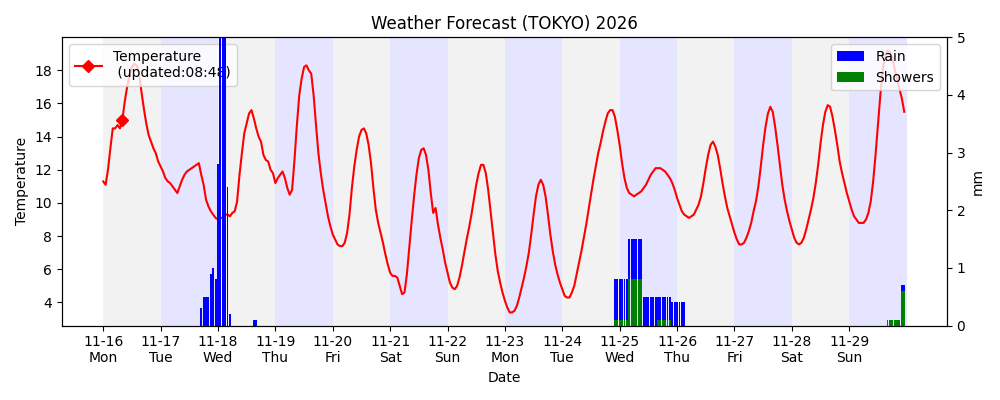 Weather Forecast (TOKYO) 2026
Temperature
(updated:08:48)
Rain
Showers
Temperature
18
16
14
12
10
8
6
4
5
4
3
2
1
0
mm
11-16 11-17 11-18 11-19 11-20 11-21 11-22 11-23 11-24 11-25 11-26 11-27 11-28 11-29
Mon Tue Wed Thu Fri Sat Sun Mon Tue Wed Thu Fri Sat Sun
Date